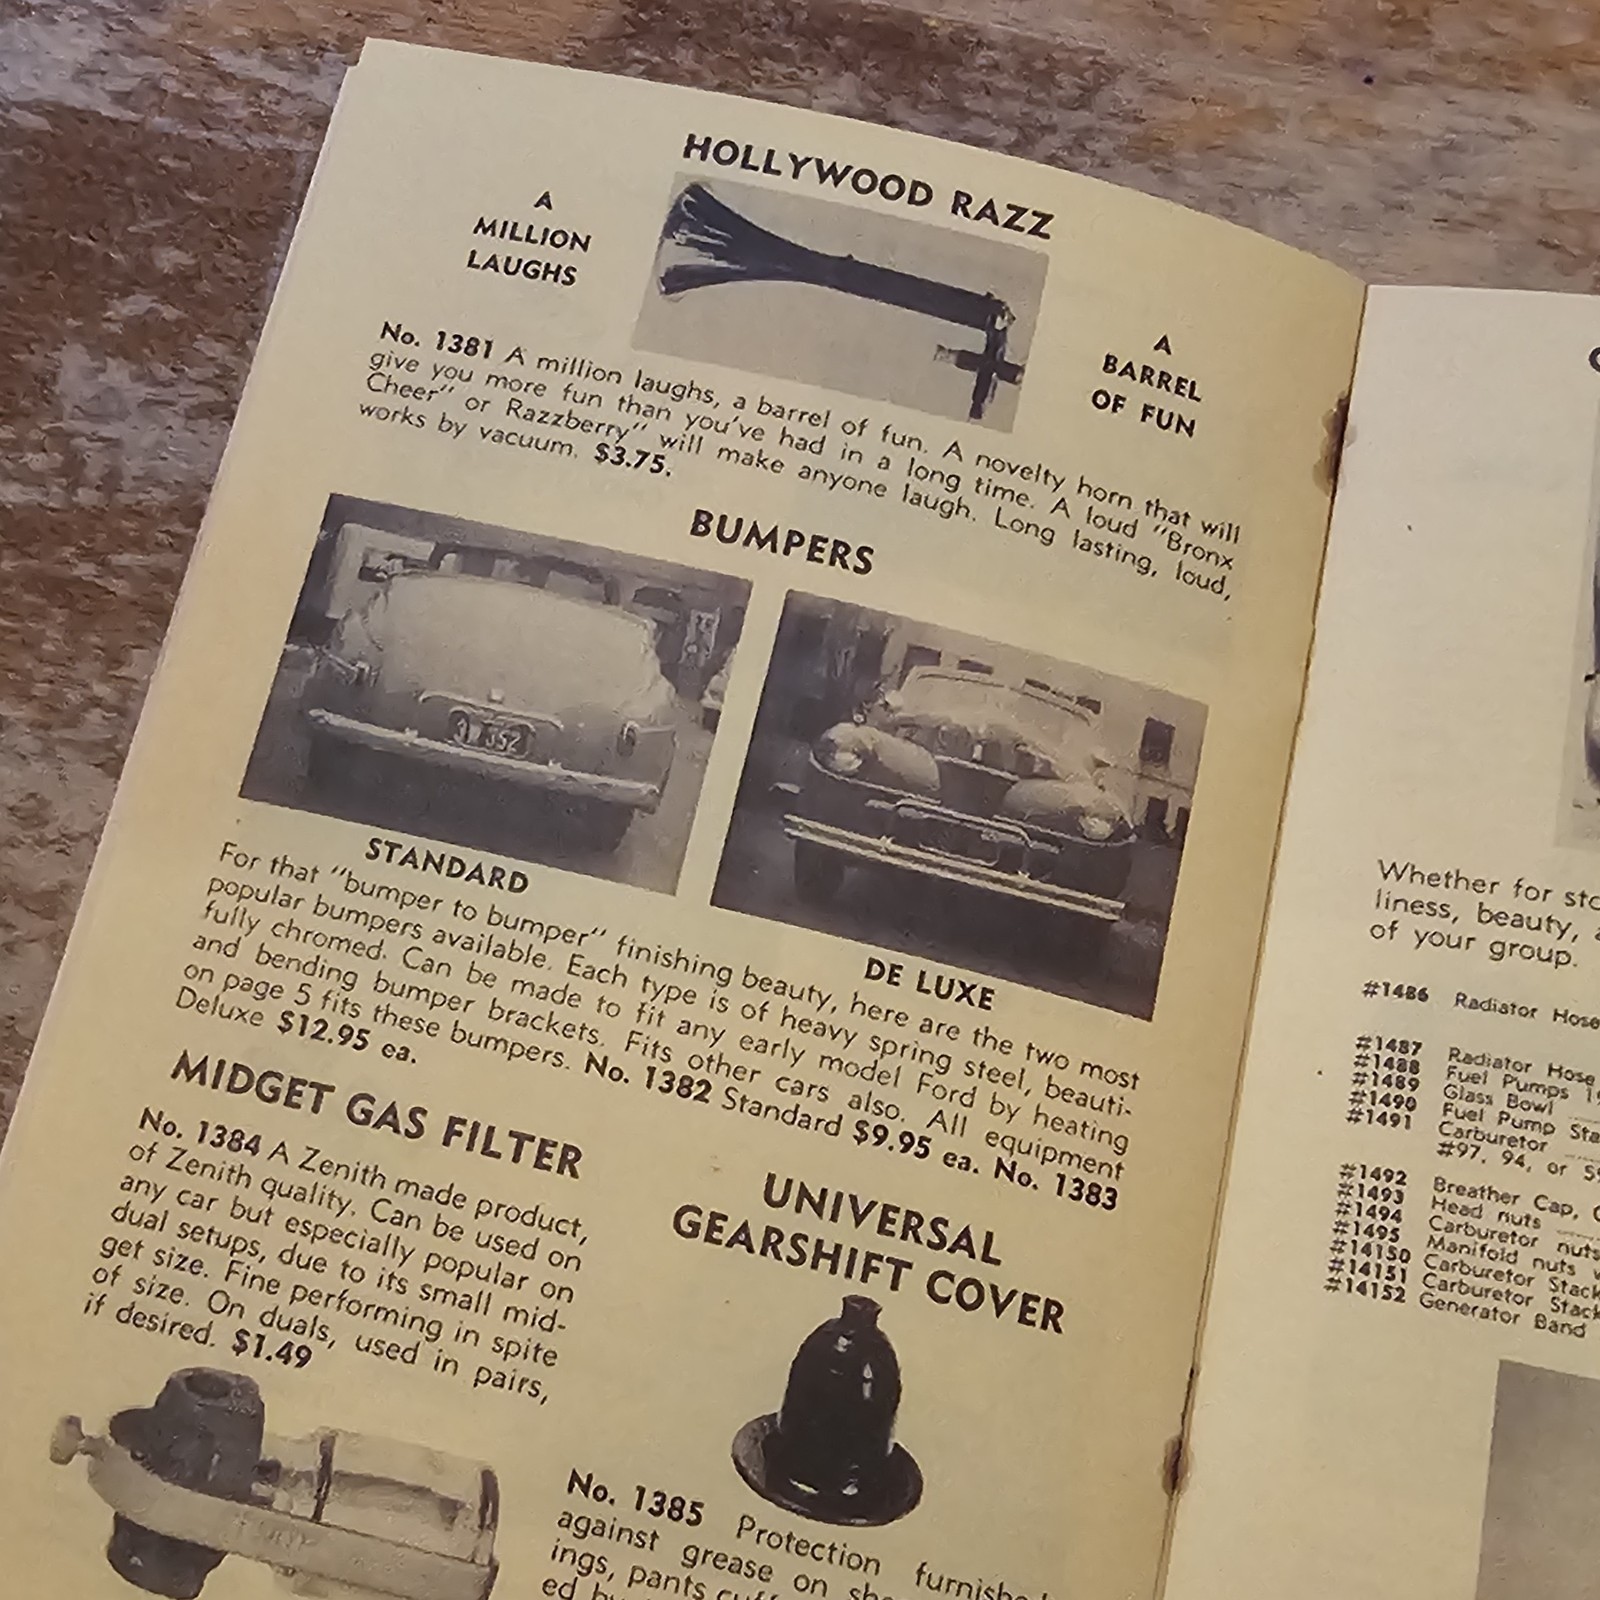 HOLLYWOOD RAZZ
A
MILLION
LAUGHS
A
BARREL
OF FUN
No. 1381 A million laughs, a barrel of fun. A novelty horn that will
give you more fun than you've had in a long time. A loud "Bronx
Cheer" or Razzberry" will make anyone laugh. Long lasting, loud,
works by vacuum. $3.75.
BUMPERS
STANDARD
DE LUXE
For that "bumper to bumper" finishing beauty, here are the two most
popular bumpers available. Each type is of heavy spring steel, beauti-
fully chromed. Can be made to fit any early model Ford by heating
and bending bumper brackets. Fits other cars also. All equipment
on page 5 fits these bumpers. No. 1382 Standard $9.95 ea. No. 1383
Deluxe $12.95 ea.
MIDGET GAS FILTER
No. 1384 A Zenith made product,
of Zenith quality. Can be used on
any car but especially popular on
dual setups, due to its small mid-
get size. Fine performing in spite
of size. On duals, used in pairs,
if desired. $1.49
UNIVERSAL
GEARSHIFT COVER
No. 1385 Protection
against grease on
ings, pants
ed
Whether for
liness, beauty,
of your group.
#1486 Radiator Hose
#1487 Radiator Hose
#1488 Fuel Pumps
#1489 Glass Bowl
#1490 Fuel Pump
#1491 Carburetor
#97, 94, or
#1492 Breather Cap,
#1493 Head nuts
#1494 Carburetor nuts
#1495 Manifold nuts
#14150 Carburetor Stack
#14151 Carburetor Stack
#14152 Generator Band